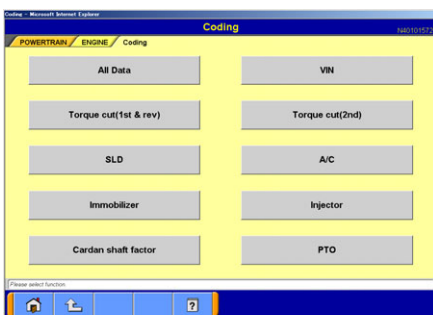 Coding - Microsoft Internet Explorer
Coding
N40101572
POWERTRAIN ENGINE Coding
All Data VIN
Torque cut(1st & rev) Torque cut(2nd)
SLD A/C
Immobilizer Injector
Cardan shaft factor PTO
Please select function.
?